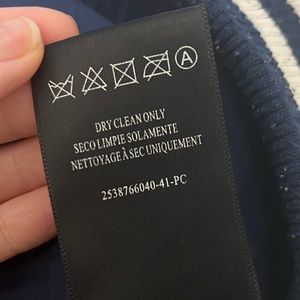 A
DRY CLEAN ONLY
SECO LIMPIE SOLAMENTE
NETTOYAGE À SEC UNIQUEMENT
2538766040-41-PC